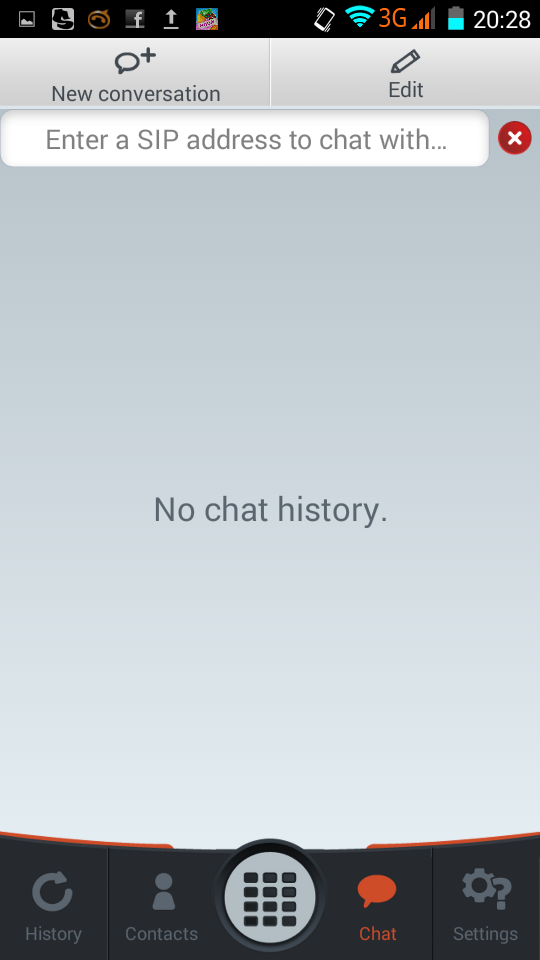 3G 20:28
New conversation
Edit
Enter a SIP address to chat with...
No chat history.
History
Contacts
Chat
Settings